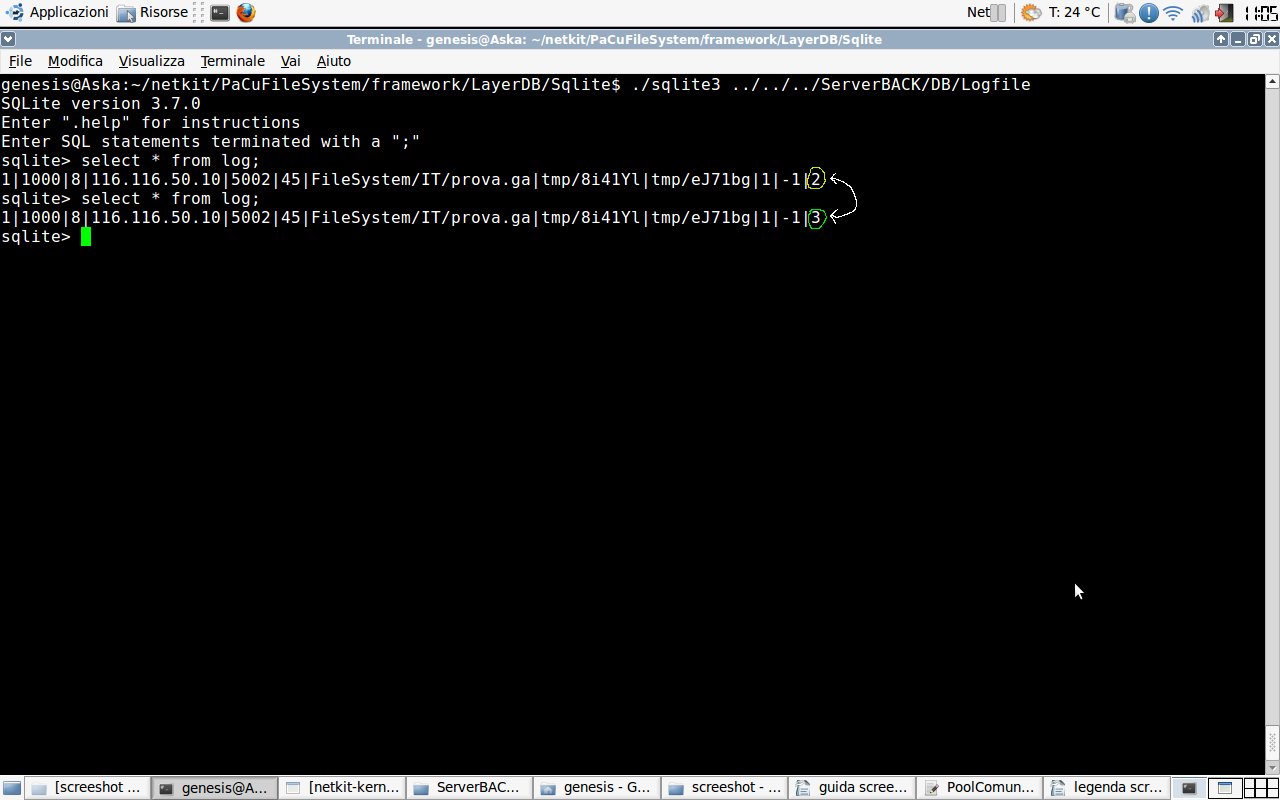 Applicazioni Risorse Net T: 24 °C 11:05
Terminale - genesis@Aska: ~/netkit/PaCuFileSystem/framework/LayerDB/Sqlite
File Modifica Visualizza Terminale Vai Aiuto
genesis@Aska:~/netkit/PaCuFileSystem/framework/LayerDB/Sqlite$ ./sqlite3 ../../../ServerBACK/DB/Logfile
SQLite version 3.7.0
Enter ".help" for instructions
Enter SQL statements terminated with a ";"
sqlite> select * from log;
1|1000|8|116.116.50.10|5002|45|FileSystem/IT/prova.ga|tmp/8i41Yl|tmp/eJ71bg|1|-1|2
sqlite> select * from log;
1|1000|8|116.116.50.10|5002|45|FileSystem/IT/prova.ga|tmp/8i41Yl|tmp/eJ71bg|1|-1|3
sqlite>
[screeshot ... genesis@A... [netkit-kern... ServerBAC... genesis - G... screeshot - ... guida scree... PoolComun... legenda scr...